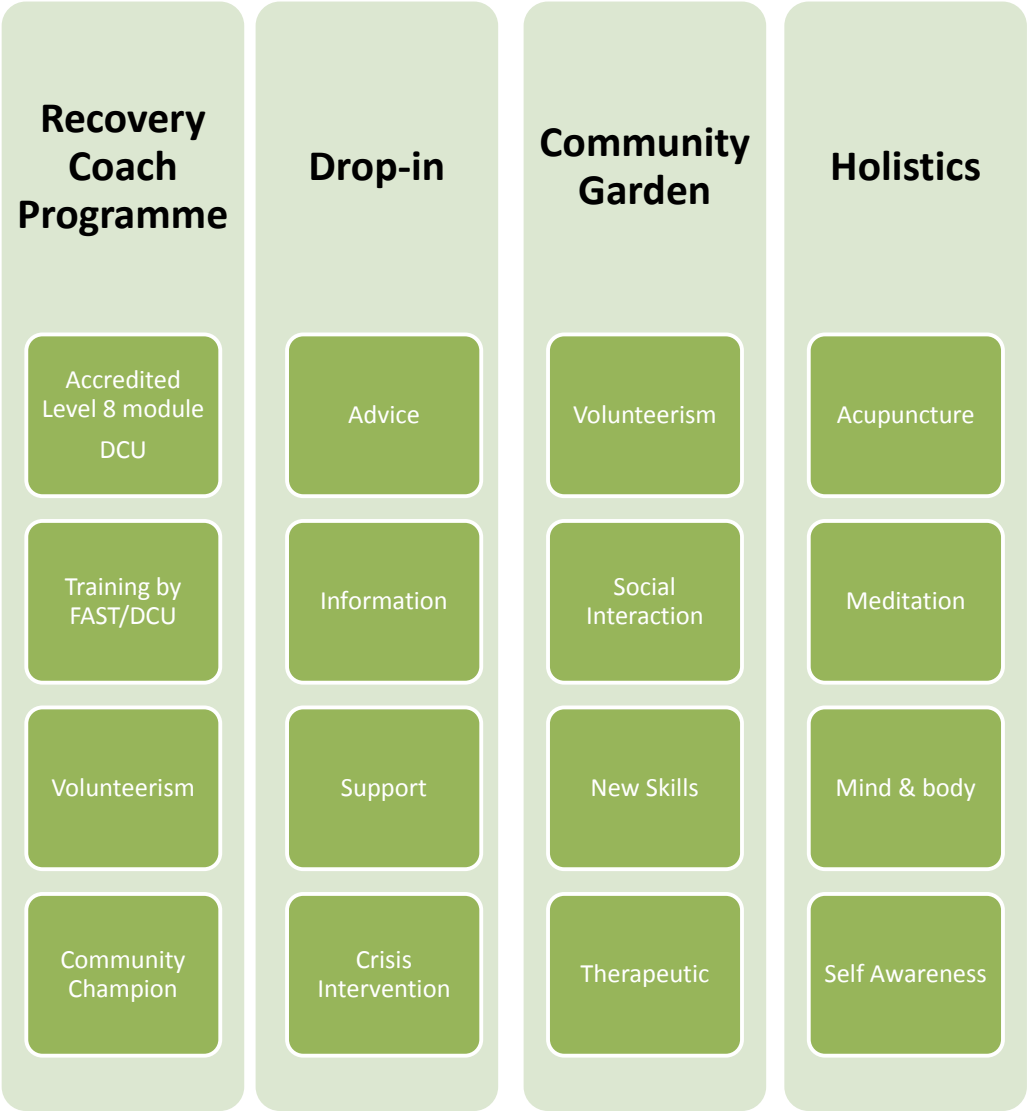 Recovery
Coach
Programme
Accredited
Level 8 module
DCU
Training by
FAST/DCU
Volunteerism
Community
Champion
Drop-in
Advice
Information
Support
Crisis
Intervention
Community
Garden
Volunteerism
Social
Interaction
New Skills
Therapeutic
Holistics
Acupuncture
Meditation
Mind & body
Self Awareness